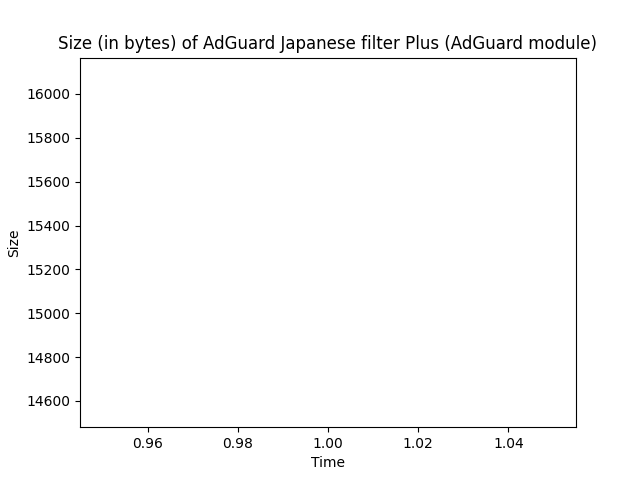 Size (in bytes) of AdGuard Japanese filter Plus (AdGuard module)
16000
15800
15600
15400
15200
15000
14800
14600
Size
0.96 0.98 1.00 1.02 1.04
Time